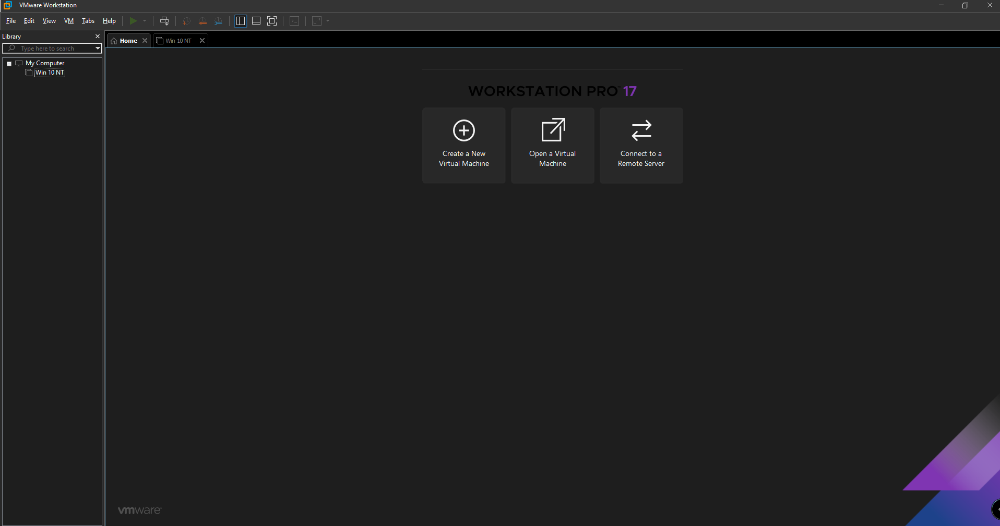 VMware Workstation
File Edit View VM Tabs Help
Library
Type here to search
My Computer
Win 10 NT
Home
Win 10 NT
WORKSTATION PRO™ 17
Create a New
Virtual Machine
Open a Virtual
Machine
Connect to a
Remote Server
vmware